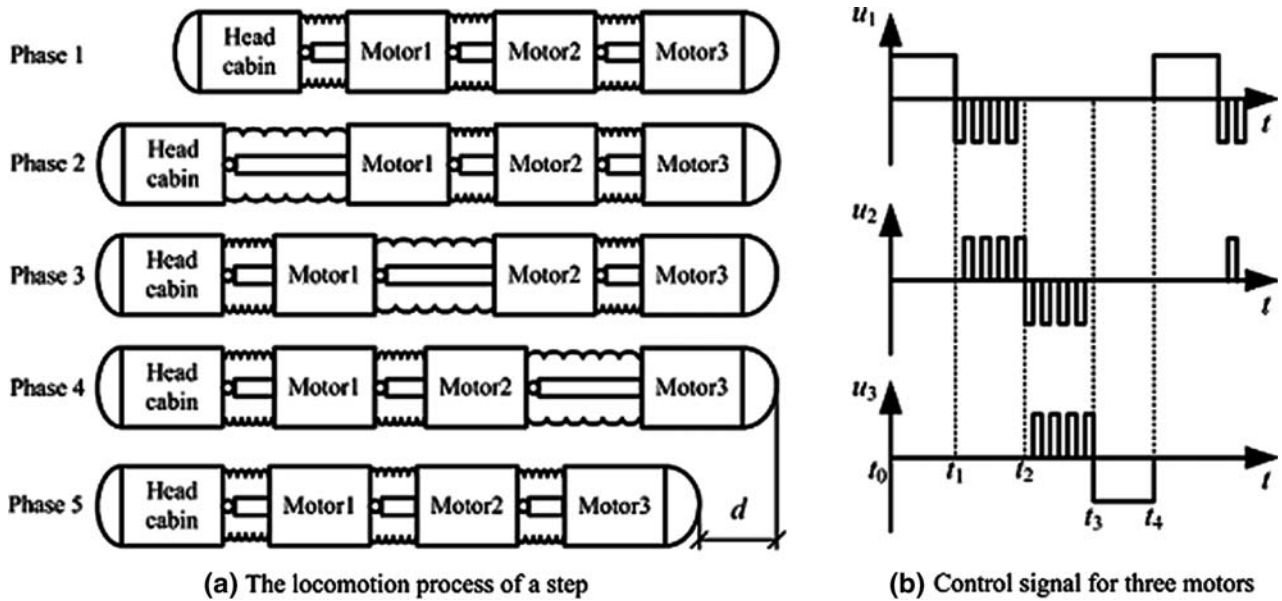 Phase 1
Head cabin
Motor1
Motor2
Motor3
Phase 2
Head cabin
Motor1
Motor2
Motor3
Phase 3
Head cabin
Motor1
Motor2
Motor3
Phase 4
Head cabin
Motor1
Motor2
Motor3
Phase 5
Head cabin
Motor1
Motor2
Motor3
d
(a) The locomotion process of a step
u1
t
u2
t
u3
t0
t1
t2
t3
t4
t
(b) Control signal for three motors